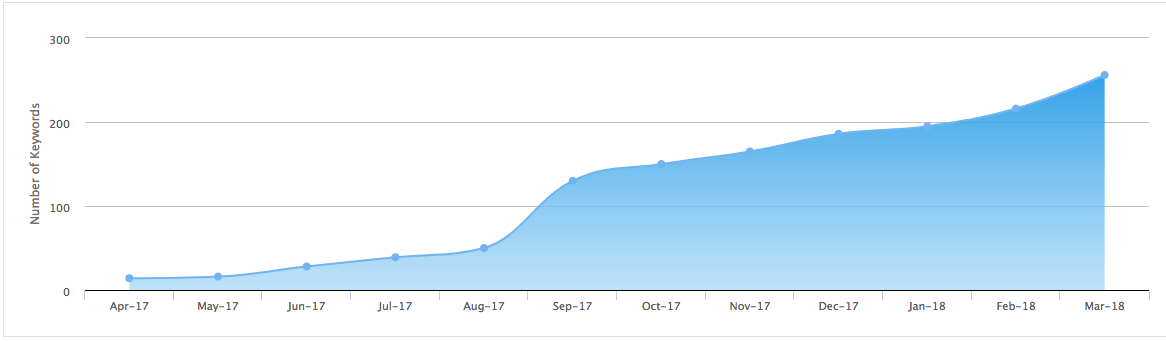 300
200
100
0
Number of Keywords
Apr-17 May-17 Jun-17 Jul-17 Aug-17 Sep-17 Oct-17 Nov-17 Dec-17 Jan-18 Feb-18 Mar-18